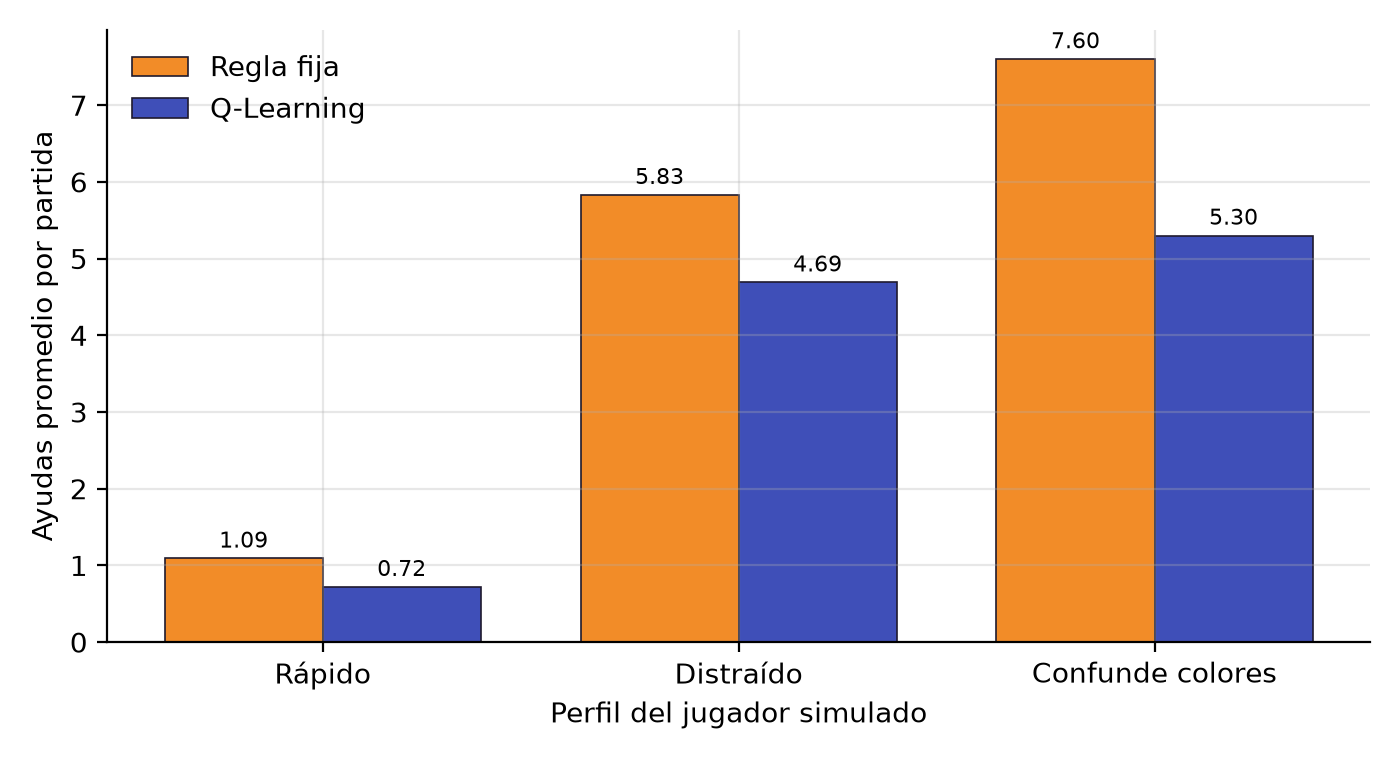 Regla fija
Q-Learning
Ayudas promedio por partida
7
6
5
4
3
2
1
0
1.09
0.72
5.83
4.69
7.60
5.30
Rápido
Distraído
Confunde colores
Perfil del jugador simulado